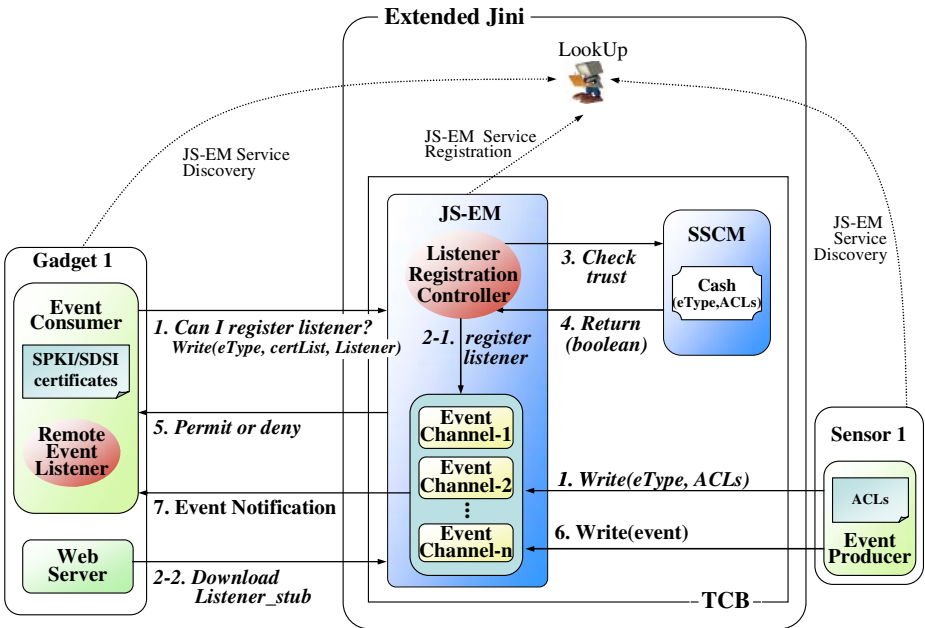 Extended Jini
LookUp
JS-EM Service
Discovery
JS-EM Service
Registration
JS-EM
Service
Discovery
JS-EM
Listener
Registration
Controller
SSCM
Cash
(eType,ACLs)
3. Check
trust
4. Return
(boolean)
2-1. register
listener
Gadget 1
Event
Consumer
SPKI/SDSI
certificates
Remote
Event
Listener
Web
Server
1. Can I register listener?
Write(eType, certList, Listener)
5. Permit or deny
7. Event Notification
2-2. Download
Listener_stub
Event
Channel-1
Event
Channel-2
Event
Channel-n
1. Write(eType, ACLs)
6. Write(event)
Sensor 1
ACLs
Event
Producer
TCB